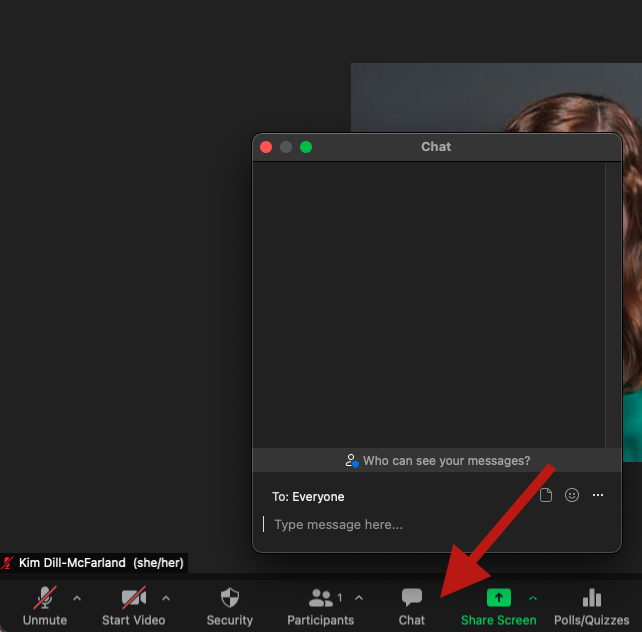 Chat
Who can see your messages?
To: Everyone
Type message here...
Kim Dill-McFarland (she/her)
1
Unmute Start Video Security Participants Chat Share Screen Polls/Quizzes